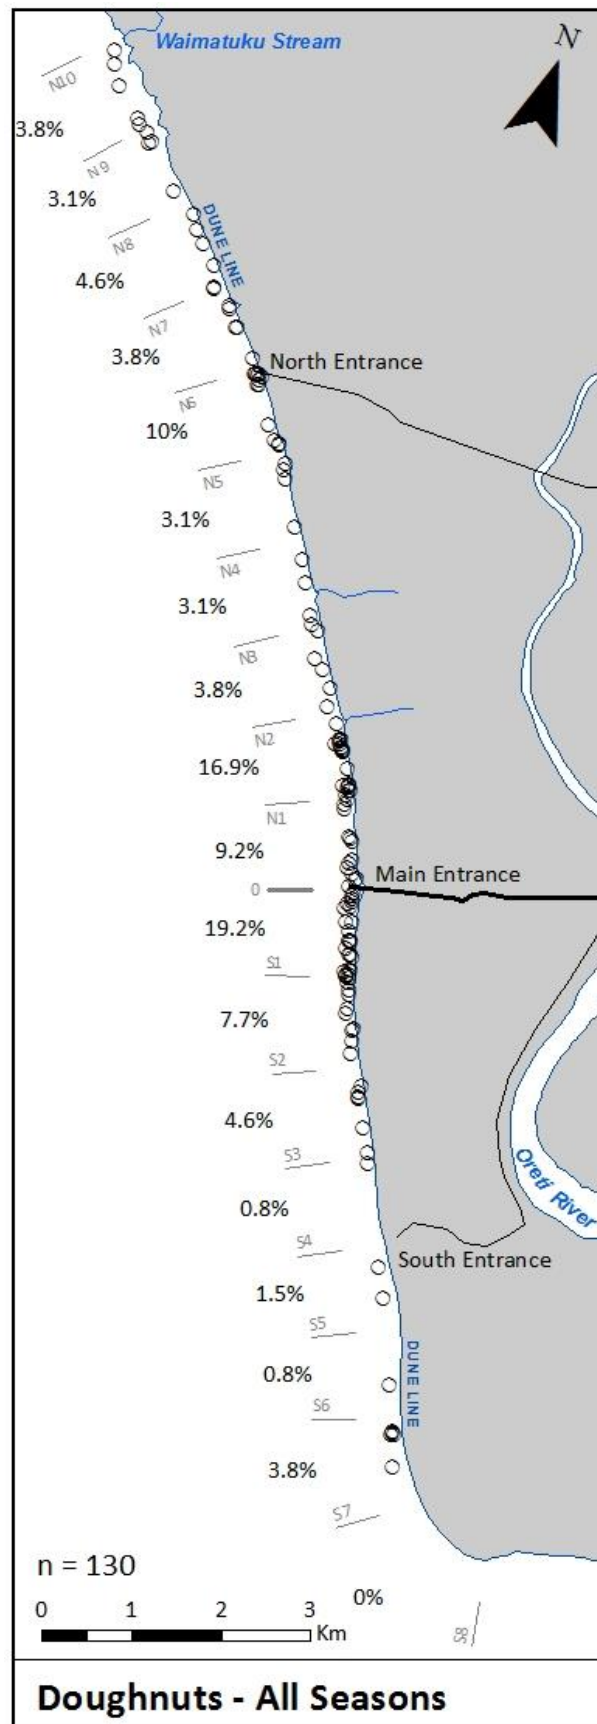 Waimatuku Stream
N
N10
3.8%
N9
3.1%
DUNE LINE
N8
4.6%
N7
3.8%
North Entrance
N6
10%
N5
3.1%
N4
3.1%
N3
3.8%
N2
16.9%
N1
9.2%
Main Entrance
0
19.2%
S1
7.7%
S2
4.6%
S3
Oreti River
0.8%
S4
South Entrance
1.5%
S5
0.8%
DUNE LINE
S6
3.8%
S7
n = 130
0%
0 1 2 3
Km
S8
Doughnuts - All Seasons